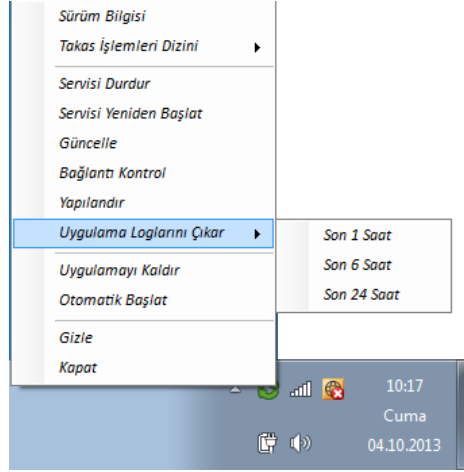 Sürüm Bilgisi
Takas İşlemleri Dizini
Servisi Durdur
Servisi Yeniden Başlat
Güncelle
Bağlantı Kontrol
Yapılandır
Uygulama Loglarını Çıkar
Son 1 Saat
Son 6 Saat
Son 24 Saat
Uygulamayı Kaldır
Otomatik Başlat
Gizle
Kapat
10:17
Cuma
04.10.2013